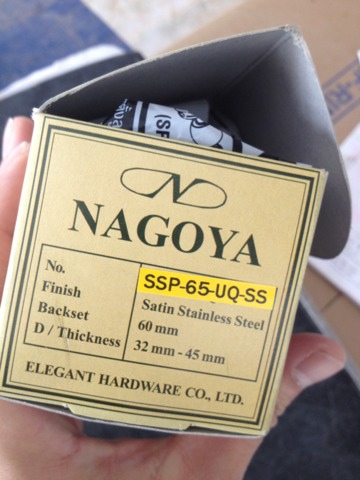 NAGOYA
No. SSP-65-UQ-SS
Finish Satin Stainless Steel
Backset 60 mm
D / Thickness 32 mm - 45 mm
ELEGANT HARDWARE CO., LTD.